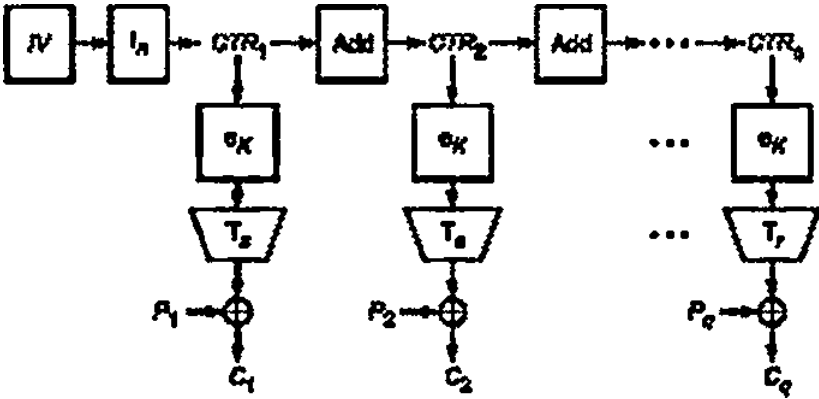 IV I_n CTR_1 Add CTR_2 Add ... CTR_q
e_K e_K ... e_K
T_s T_s ... T_r
P_1 P_2 P_q
C_1 C_2 C_q